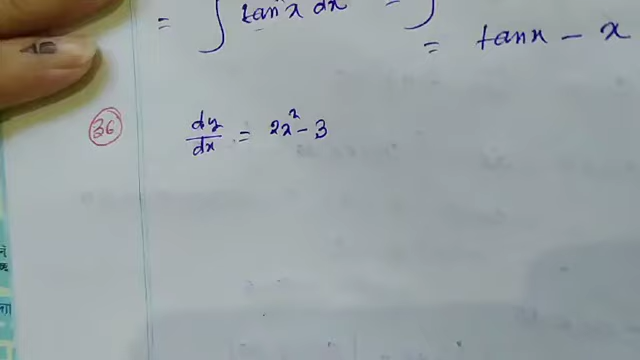 = ∫ tan²x dx = ∫
= tanx − x
36 dy/dx = 2x² − 3